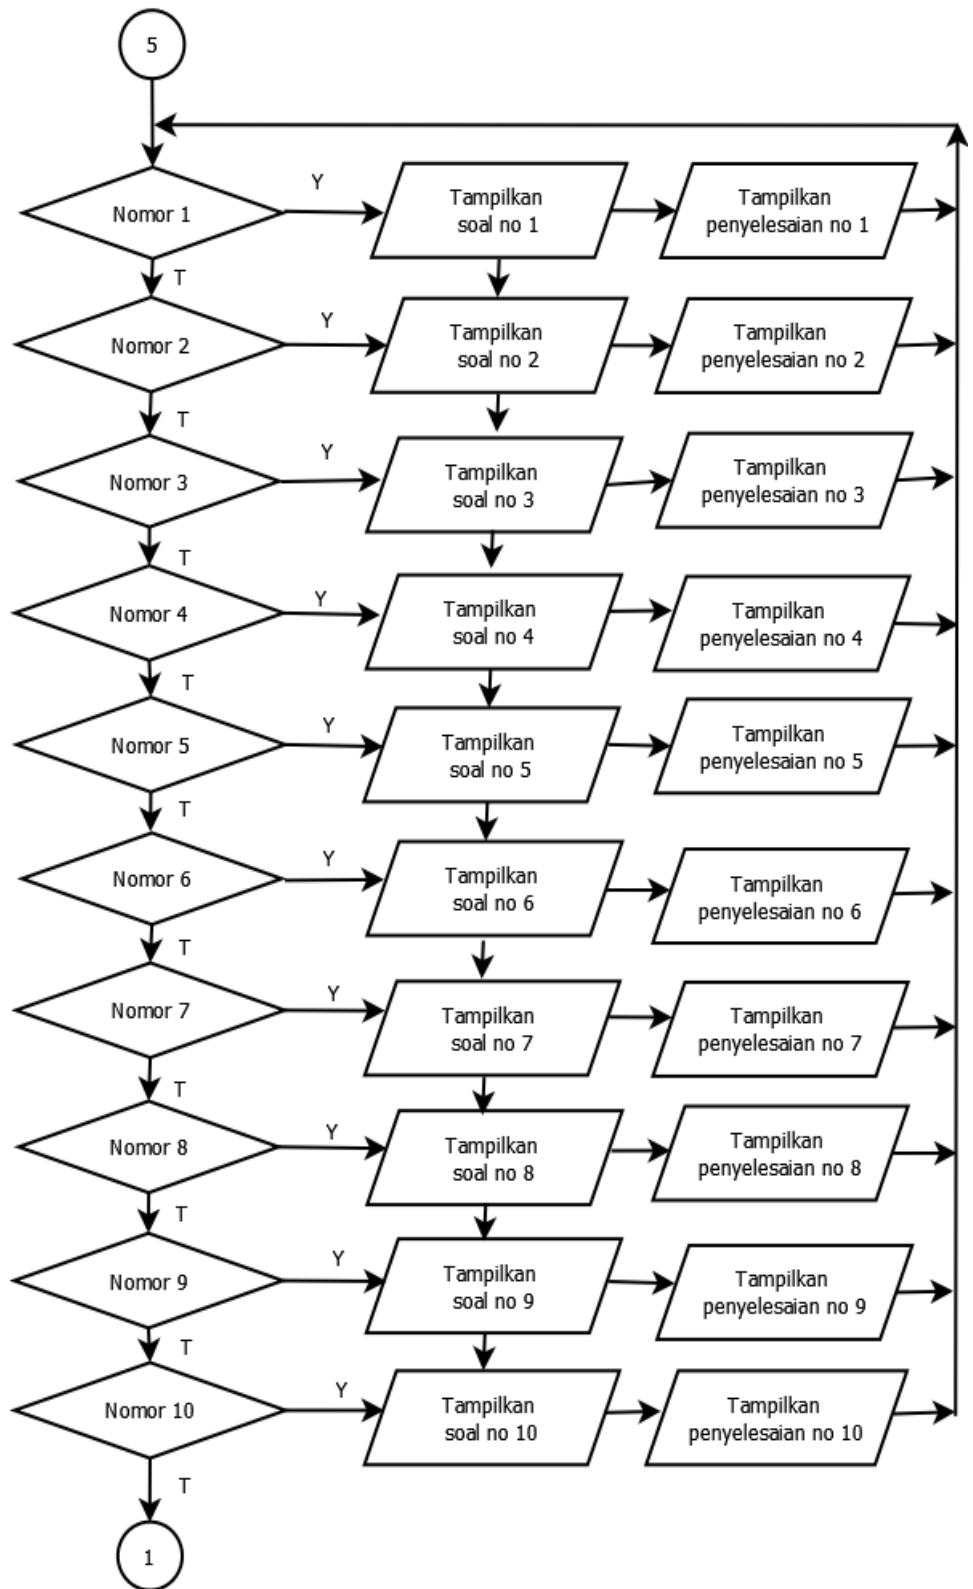 5
Nomor 1
Y
Tampilkan
soal no 1
Tampilkan
penyelesaian no 1
T
Nomor 2
Y
Tampilkan
soal no 2
Tampilkan
penyelesaian no 2
T
Nomor 3
Y
Tampilkan
soal no 3
Tampilkan
penyelesaian no 3
T
Nomor 4
Y
Tampilkan
soal no 4
Tampilkan
penyelesaian no 4
T
Nomor 5
Y
Tampilkan
soal no 5
Tampilkan
penyelesaian no 5
T
Nomor 6
Y
Tampilkan
soal no 6
Tampilkan
penyelesaian no 6
T
Nomor 7
Y
Tampilkan
soal no 7
Tampilkan
penyelesaian no 7
T
Nomor 8
Y
Tampilkan
soal no 8
Tampilkan
penyelesaian no 8
T
Nomor 9
Y
Tampilkan
soal no 9
Tampilkan
penyelesaian no 9
T
Nomor 10
Y
Tampilkan
soal no 10
Tampilkan
penyelesaian no 10
T
1